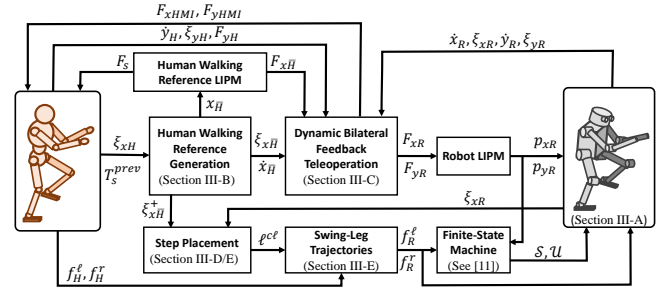 F_{xHMI}, F_{yHMI}
ẏ_H, ξ_{yH}, F_{yH}
ẋ_R, ξ_{xR}, ẏ_R, ξ_{yR}
F_s
Human Walking
Reference LIPM
F_{xH̅}
x_{H̅}
ξ_{xH}
T_s^{prev}
Human Walking
Reference
Generation
(Section III-B)
ξ_{xH̅}
ẋ_{H̅}
Dynamic Bilateral
Feedback
Teleoperation
(Section III-C)
F_{xR}
F_{yR}
Robot LIPM
p_{xR}
p_{yR}
(Section III-A)
ξ_{xR}
ξ_{xH̅}^+
Step Placement
(Section III-D/E)
ℓ^{cℓ}
Swing-Leg
Trajectories
(Section III-E)
f_R^ℓ
f_R^r
Finite-State
Machine
(See [11])
𝒮, 𝒰
f_H^ℓ, f_H^r